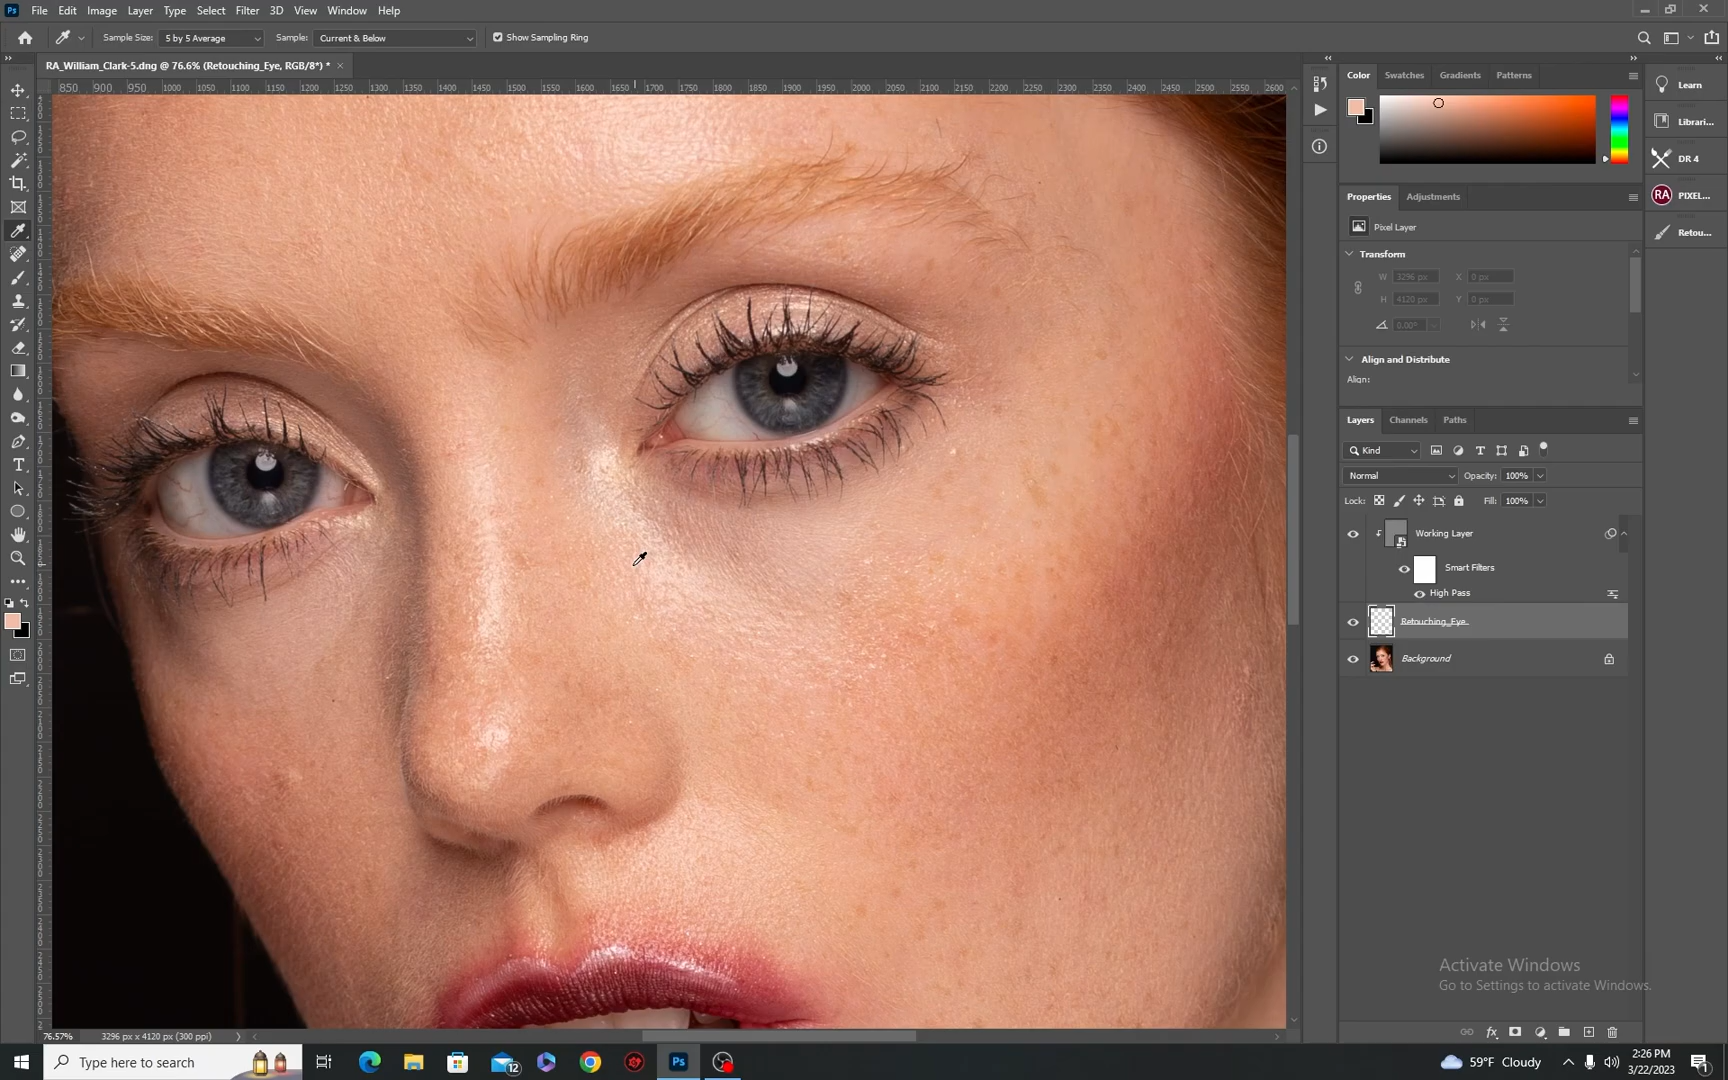 Ps File Edit Image Layer Type Select Filter 3D View Window Help
Sample Size: 5 by 5 Average Sample: Current & Below Show Sampling Ring
RA_William_Clark-5.dng @ 76.6% (Retouching_Eye, RGB/8*) * ×
850 900 950 1000 1050 1100 1150 1200 1250 1300 1350 1400 1450 1500 1550 1600 1650 1700 1750 1800 1850 1900 1950 2000 2050 2100 2150 2200 2250 2300 2350 2400 2450 2500 2550 2600
Color Swatches Gradients Patterns
Learn
Librari...
DR 4
RA PIXEL...
Retou...
Properties Adjustments
Pixel Layer
Transform
W 3296 px X 0 px
H 4120 px Y 0 px
0.00°
Align and Distribute
Align:
Layers Channels Paths
Kind
Normal Opacity: 100%
Lock: Fill: 100%
Working Layer
Smart Filters
High Pass
Retouching_Eye
Background
Activate Windows
Go to Settings to activate Windows.
76.57% 3296 px x 4120 px (300 ppi)
Type here to search
12
Ps
59°F Cloudy
2:26 PM
3/22/2023
1